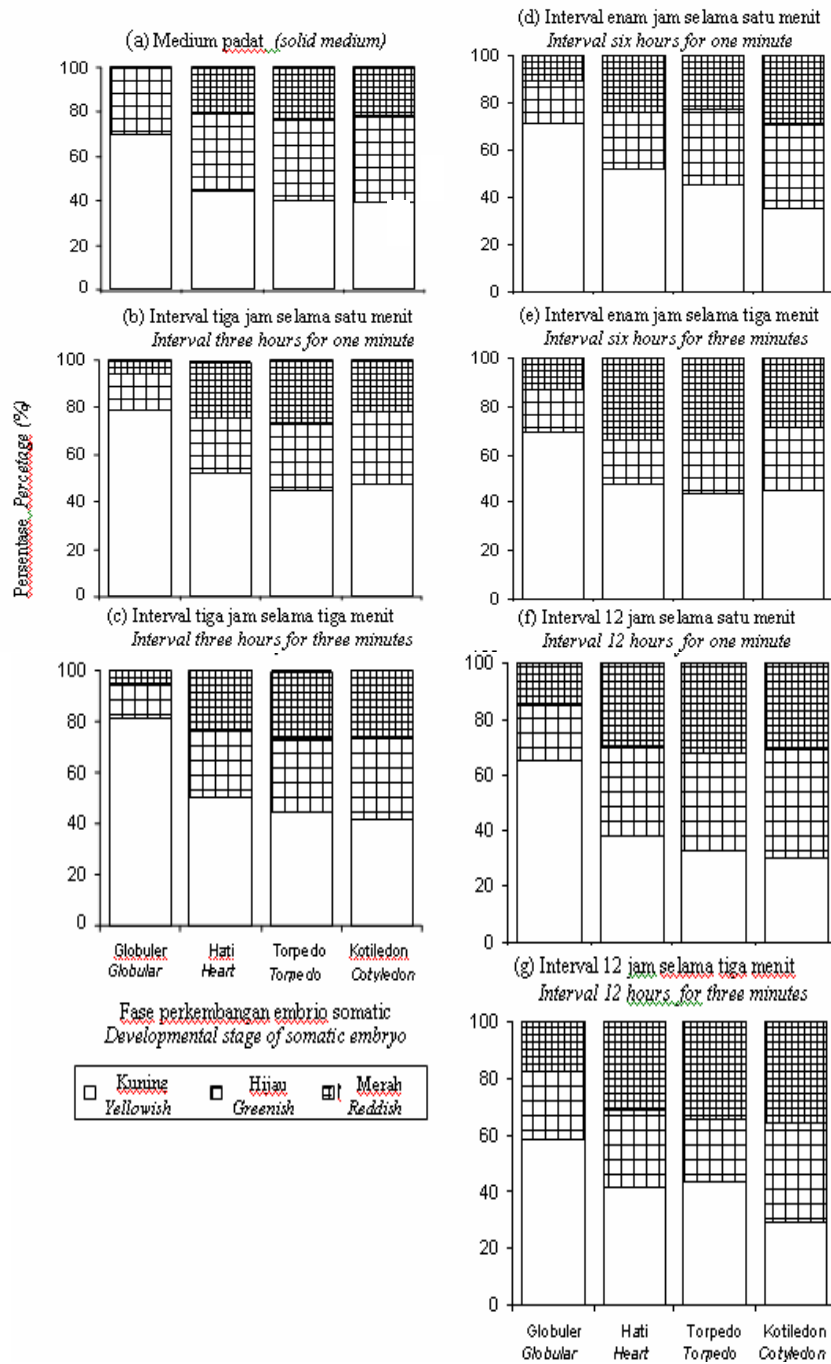 (a) Medium padat (solid medium)
100
80
60
40
20
0
(b) Interval tiga jam selama satu menit
Interval three hours for one minute
100
80
60
40
20
0
Persentase Percetage (%)
(c) Interval tiga jam selama tiga menit
Interval three hours for three minutes
100
80
60
40
20
0
Globuler Hati Torpedo Kotiledon
Globular Heart Torpedo Cotyledon
Fase perkembangan embrio somatic
Developmental stage of somatic embryo
Kuning Hijau Merah
Yellowish Greenish Reddish
(d) Interval enam jam selama satu menit
Interval six hours for one minute
100
80
60
40
20
0
(e) Interval enam jam selama tiga menit
Interval six hours for three minutes
100
80
60
40
20
0
(f) Interval 12 jam selama satu menit
Interval 12 hours for one minute
100
80
60
40
20
0
(g) Interval 12 jam selama tiga menit
Interval 12 hours for three minutes
100
80
60
40
20
0
Globuler Hati Torpedo Kotiledon
Globular Heart Torpedo Cotyledon